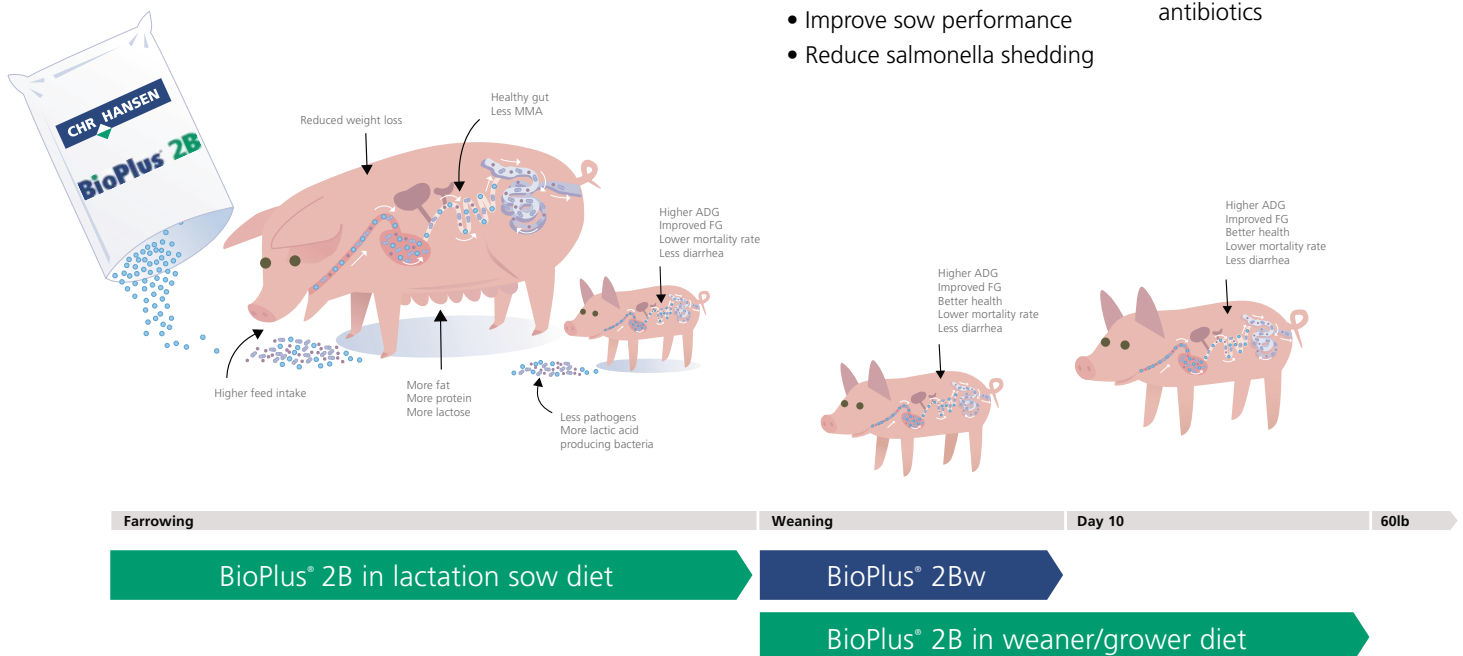 • Improve sow performance
• Reduce salmonella shedding
antibiotics
CHR HANSEN
BioPlus® 2B
Reduced weight loss
Healthy gut
Less MMA
Higher ADG
Improved FG
Lower mortality rate
Less diarrhea
Higher ADG
Improved FG
Better health
Lower mortality rate
Less diarrhea
Higher ADG
Improved FG
Better health
Lower mortality rate
Less diarrhea
Higher feed intake
More fat
More protein
More lactose
Less pathogens
More lactic acid
producing bacteria
Farrowing
Weaning
Day 10
60lb
BioPlus® 2B in lactation sow diet
BioPlus® 2Bw
BioPlus® 2B in weaner/grower diet